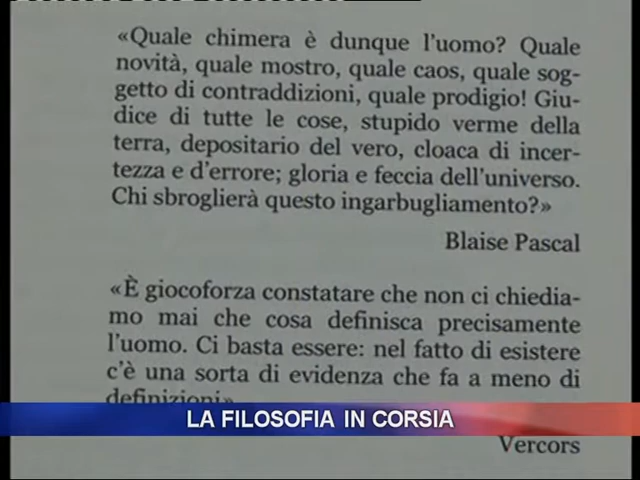 «Quale chimera è dunque l'uomo? Quale
novità, quale mostro, quale caos, quale sog-
getto di contraddizioni, quale prodigio! Giu-
dice di tutte le cose, stupido verme della
terra, depositario del vero, cloaca di incer-
tezza e d'errore; gloria e feccia dell'universo.
Chi sbroglierà questo ingarbugliamento?»
Blaise Pascal
«È giocoforza constatare che non ci chiedia-
mo mai che cosa definisca precisamente
l'uomo. Ci basta essere: nel fatto di esistere
c'è una sorta di evidenza che fa a meno di
definizioni»
LA FILOSOFIA IN CORSIA
Vercors